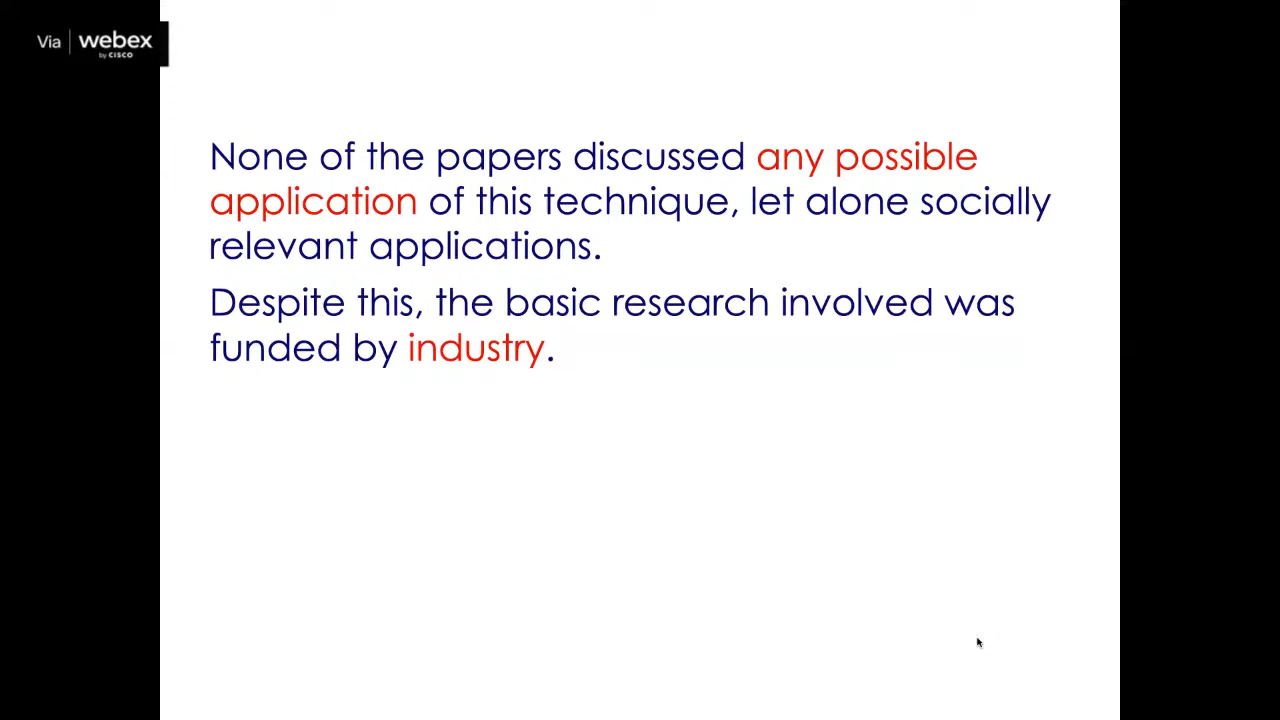 Via webex
by CISCO
None of the papers discussed any possible
application of this technique, let alone socially
relevant applications.
Despite this, the basic research involved was
funded by industry.